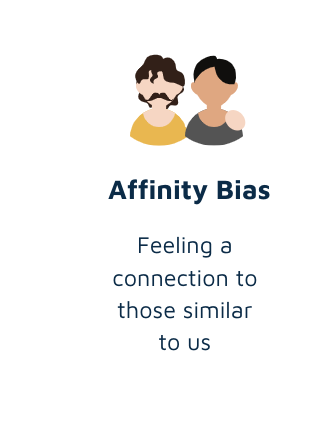 Affinity Bias
Feeling a
connection to
those similar
to us